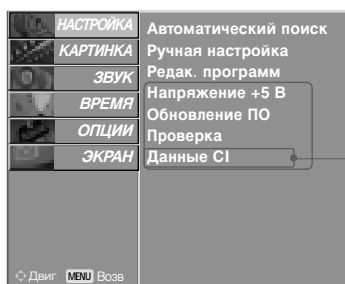 НАСТРОЙКА
КАРТИНКА
ЗВУК
ВРЕМЯ
ОПЦИИ
ЭКРАН
Автоматический поиск
Ручная настройка
Редак. программ
Напряжение +5 В
Обновление ПО
Проверка
Данные CI
Двиг MENU Возв